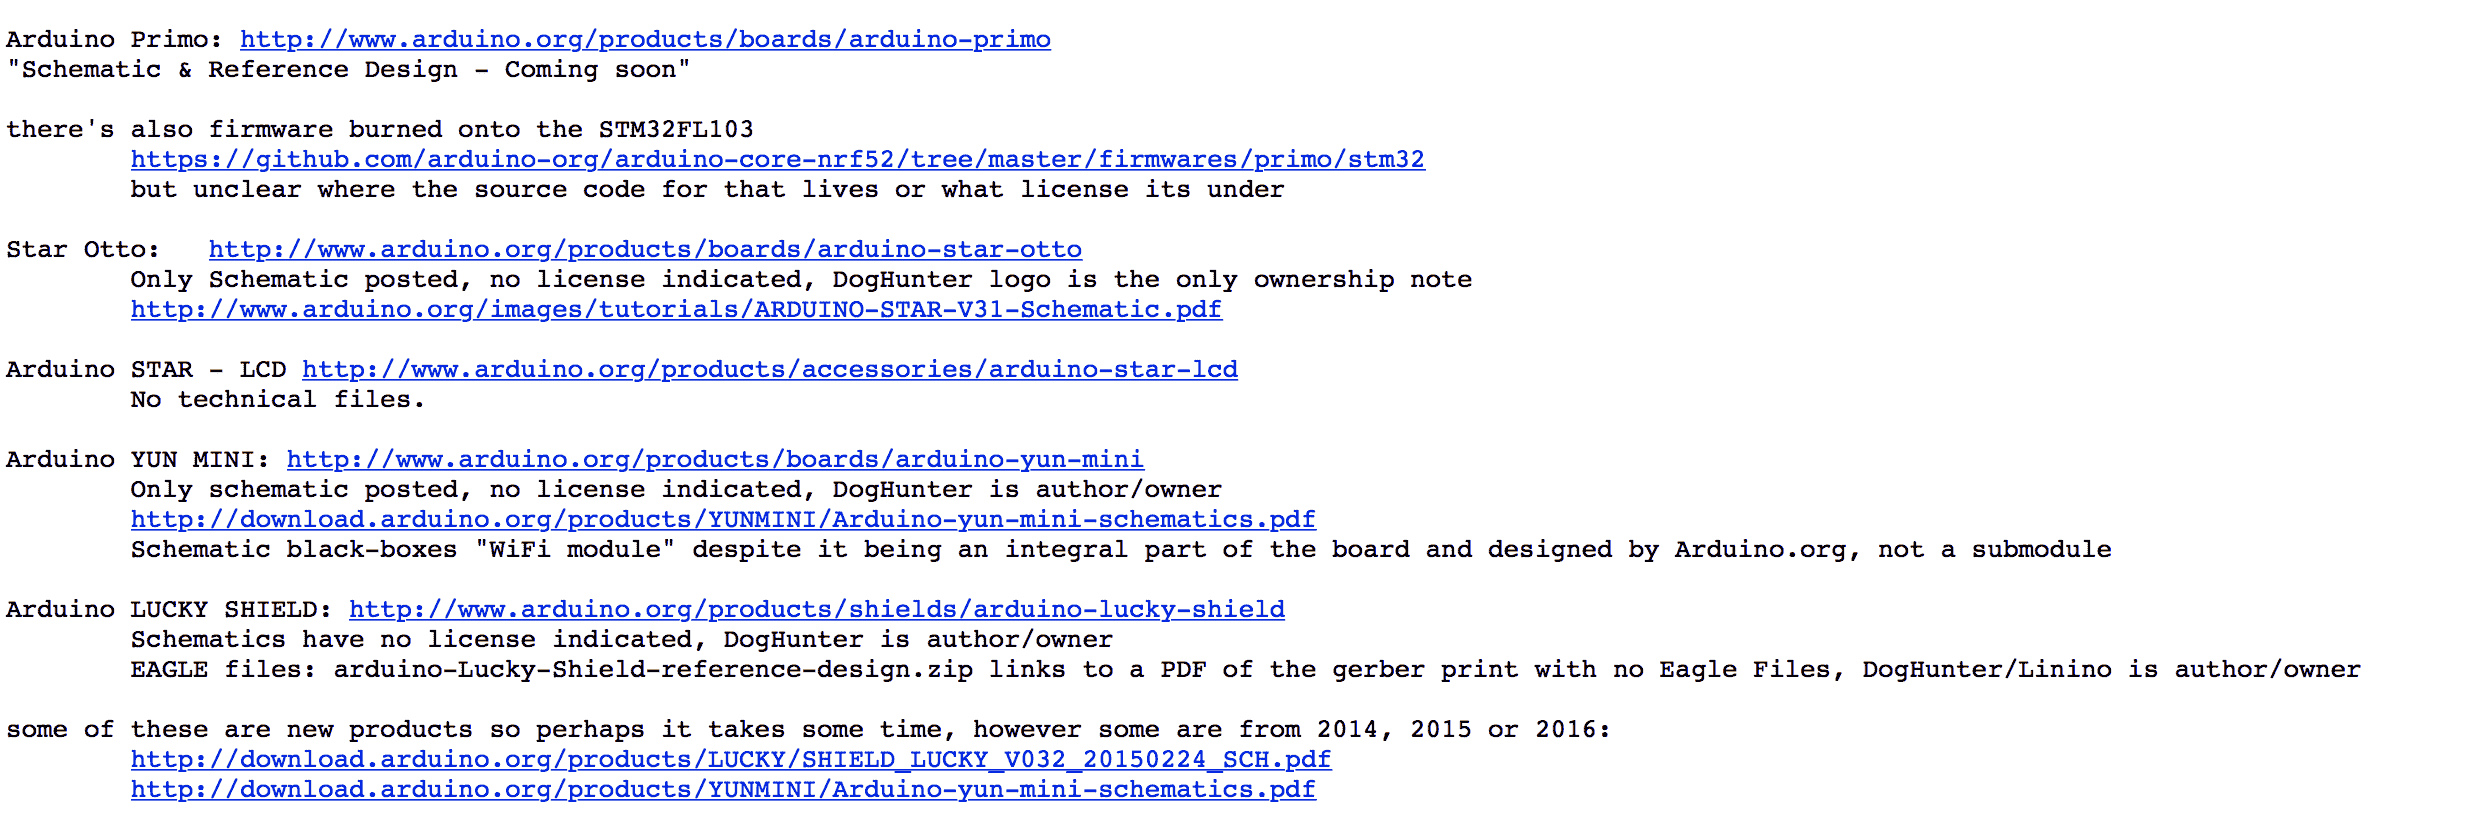 Arduino Primo: http://www.arduino.org/products/boards/arduino-primo
"Schematic & Reference Design - Coming soon"
there's also firmware burned onto the STM32FL103
https://github.com/arduino-org/arduino-core-nrf52/tree/master/firmwares/primo/stm32
but unclear where the source code for that lives or what license its under
Star Otto: http://www.arduino.org/products/boards/arduino-star-otto
Only Schematic posted, no license indicated, DogHunter logo is the only ownership note
http://www.arduino.org/images/tutorials/ARDUINO-STAR-V31-Schematic.pdf
Arduino STAR - LCD http://www.arduino.org/products/accessories/arduino-star-lcd
No technical files.
Arduino YUN MINI: http://www.arduino.org/products/boards/arduino-yun-mini
Only schematic posted, no license indicated, DogHunter is author/owner
http://download.arduino.org/products/YUNMINI/Arduino-yun-mini-schematics.pdf
Schematic black-boxes "WiFi module" despite it being an integral part of the board and designed by Arduino.org, not a submodule
Arduino LUCKY SHIELD: http://www.arduino.org/products/shields/arduino-lucky-shield
Schematics have no license indicated, DogHunter is author/owner
EAGLE files: arduino-Lucky-Shield-reference-design.zip links to a PDF of the gerber print with no Eagle Files, DogHunter/Linino is author/owner
some of these are new products so perhaps it takes some time, however some are from 2014, 2015 or 2016:
http://download.arduino.org/products/LUCKY/SHIELD_LUCKY_V032_20150224_SCH.pdf
http://download.arduino.org/products/YUNMINI/Arduino-yun-mini-schematics.pdf